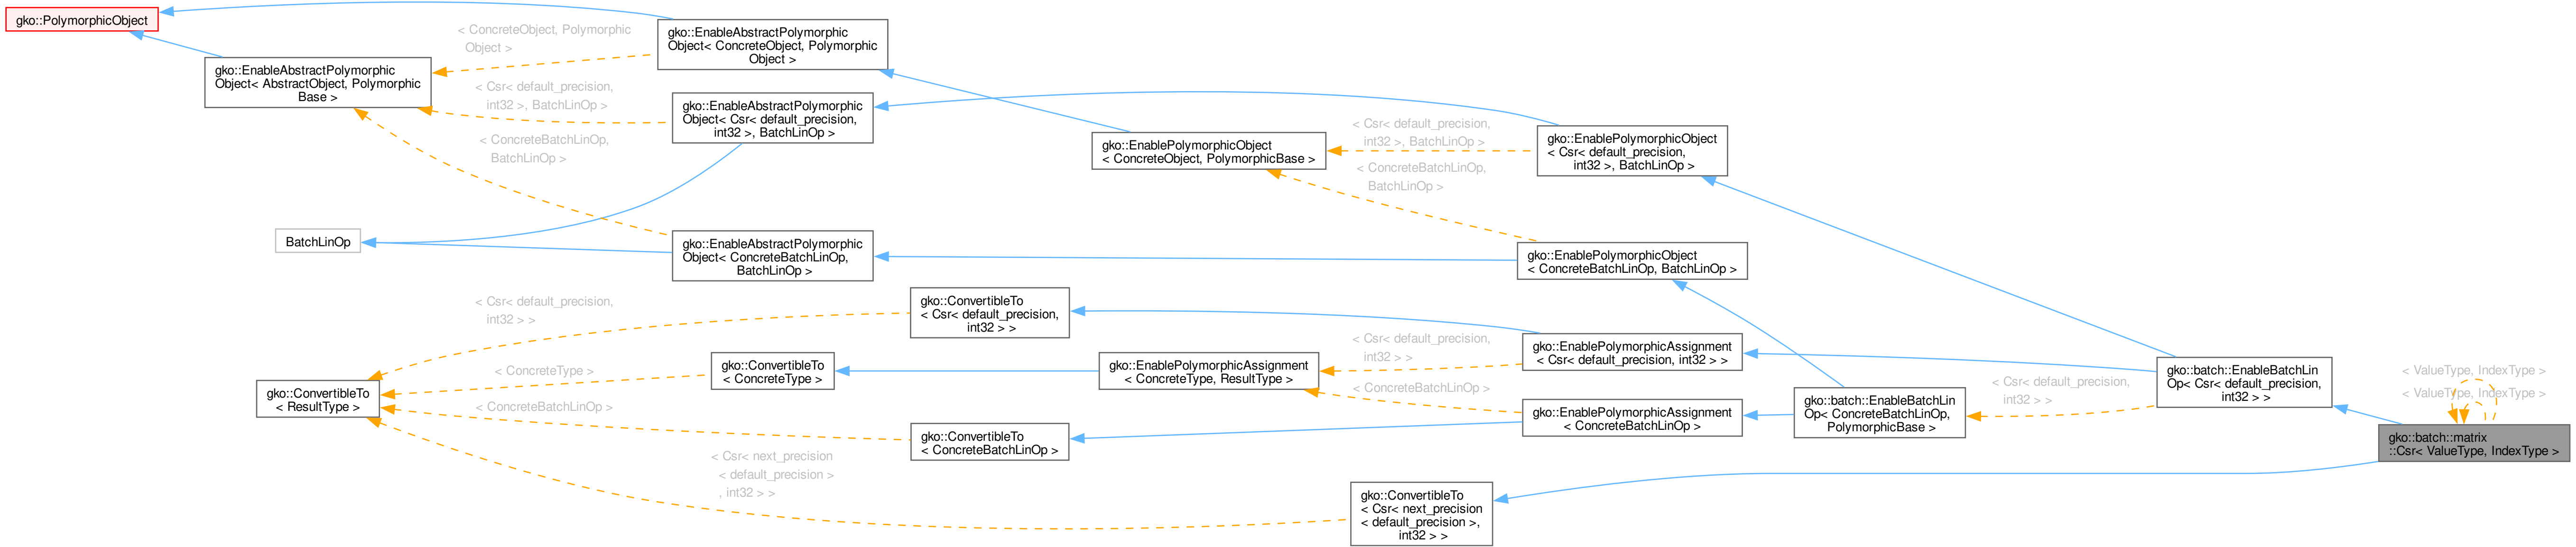 gko::PolymorphicObject
gko::EnableAbstractPolymorphic
Object< AbstractObject, Polymorphic
Base >
< ConcreteObject, Polymorphic
Object >
< Csr< default_precision,
int32 >, BatchLinOp >
< ConcreteBatchLinOp,
BatchLinOp >
BatchLinOp
gko::EnableAbstractPolymorphic
Object< ConcreteObject, Polymorphic
Object >
gko::EnableAbstractPolymorphic
Object< Csr< default_precision,
int32 >, BatchLinOp >
gko::EnableAbstractPolymorphic
Object< ConcreteBatchLinOp,
BatchLinOp >
gko::EnablePolymorphicObject
< ConcreteObject, PolymorphicBase >
< Csr< default_precision,
int32 >, BatchLinOp >
< ConcreteBatchLinOp,
BatchLinOp >
gko::EnablePolymorphicObject
< Csr< default_precision,
int32 >, BatchLinOp >
gko::EnablePolymorphicObject
< ConcreteBatchLinOp, BatchLinOp >
gko::ConvertibleTo
< ResultType >
< Csr< default_precision,
int32 > >
< ConcreteType >
< ConcreteBatchLinOp >
< Csr< next_precision
< default_precision >
, int32 > >
gko::ConvertibleTo
< Csr< default_precision,
int32 > >
gko::ConvertibleTo
< ConcreteType >
gko::ConvertibleTo
< ConcreteBatchLinOp >
gko::EnablePolymorphicAssignment
< ConcreteType, ResultType >
< Csr< default_precision,
int32 > >
< ConcreteBatchLinOp >
gko::EnablePolymorphicAssignment
< Csr< default_precision, int32 > >
gko::EnablePolymorphicAssignment
< ConcreteBatchLinOp >
gko::ConvertibleTo
< Csr< next_precision
< default_precision >,
int32 > >
gko::batch::EnableBatchLin
Op< ConcreteBatchLinOp,
PolymorphicBase >
< Csr< default_precision,
int32 > >
gko::batch::EnableBatchLin
Op< Csr< default_precision,
int32 > >
< ValueType, IndexType >
< ValueType, IndexType >
gko::batch::matrix
::Csr< ValueType, IndexType >